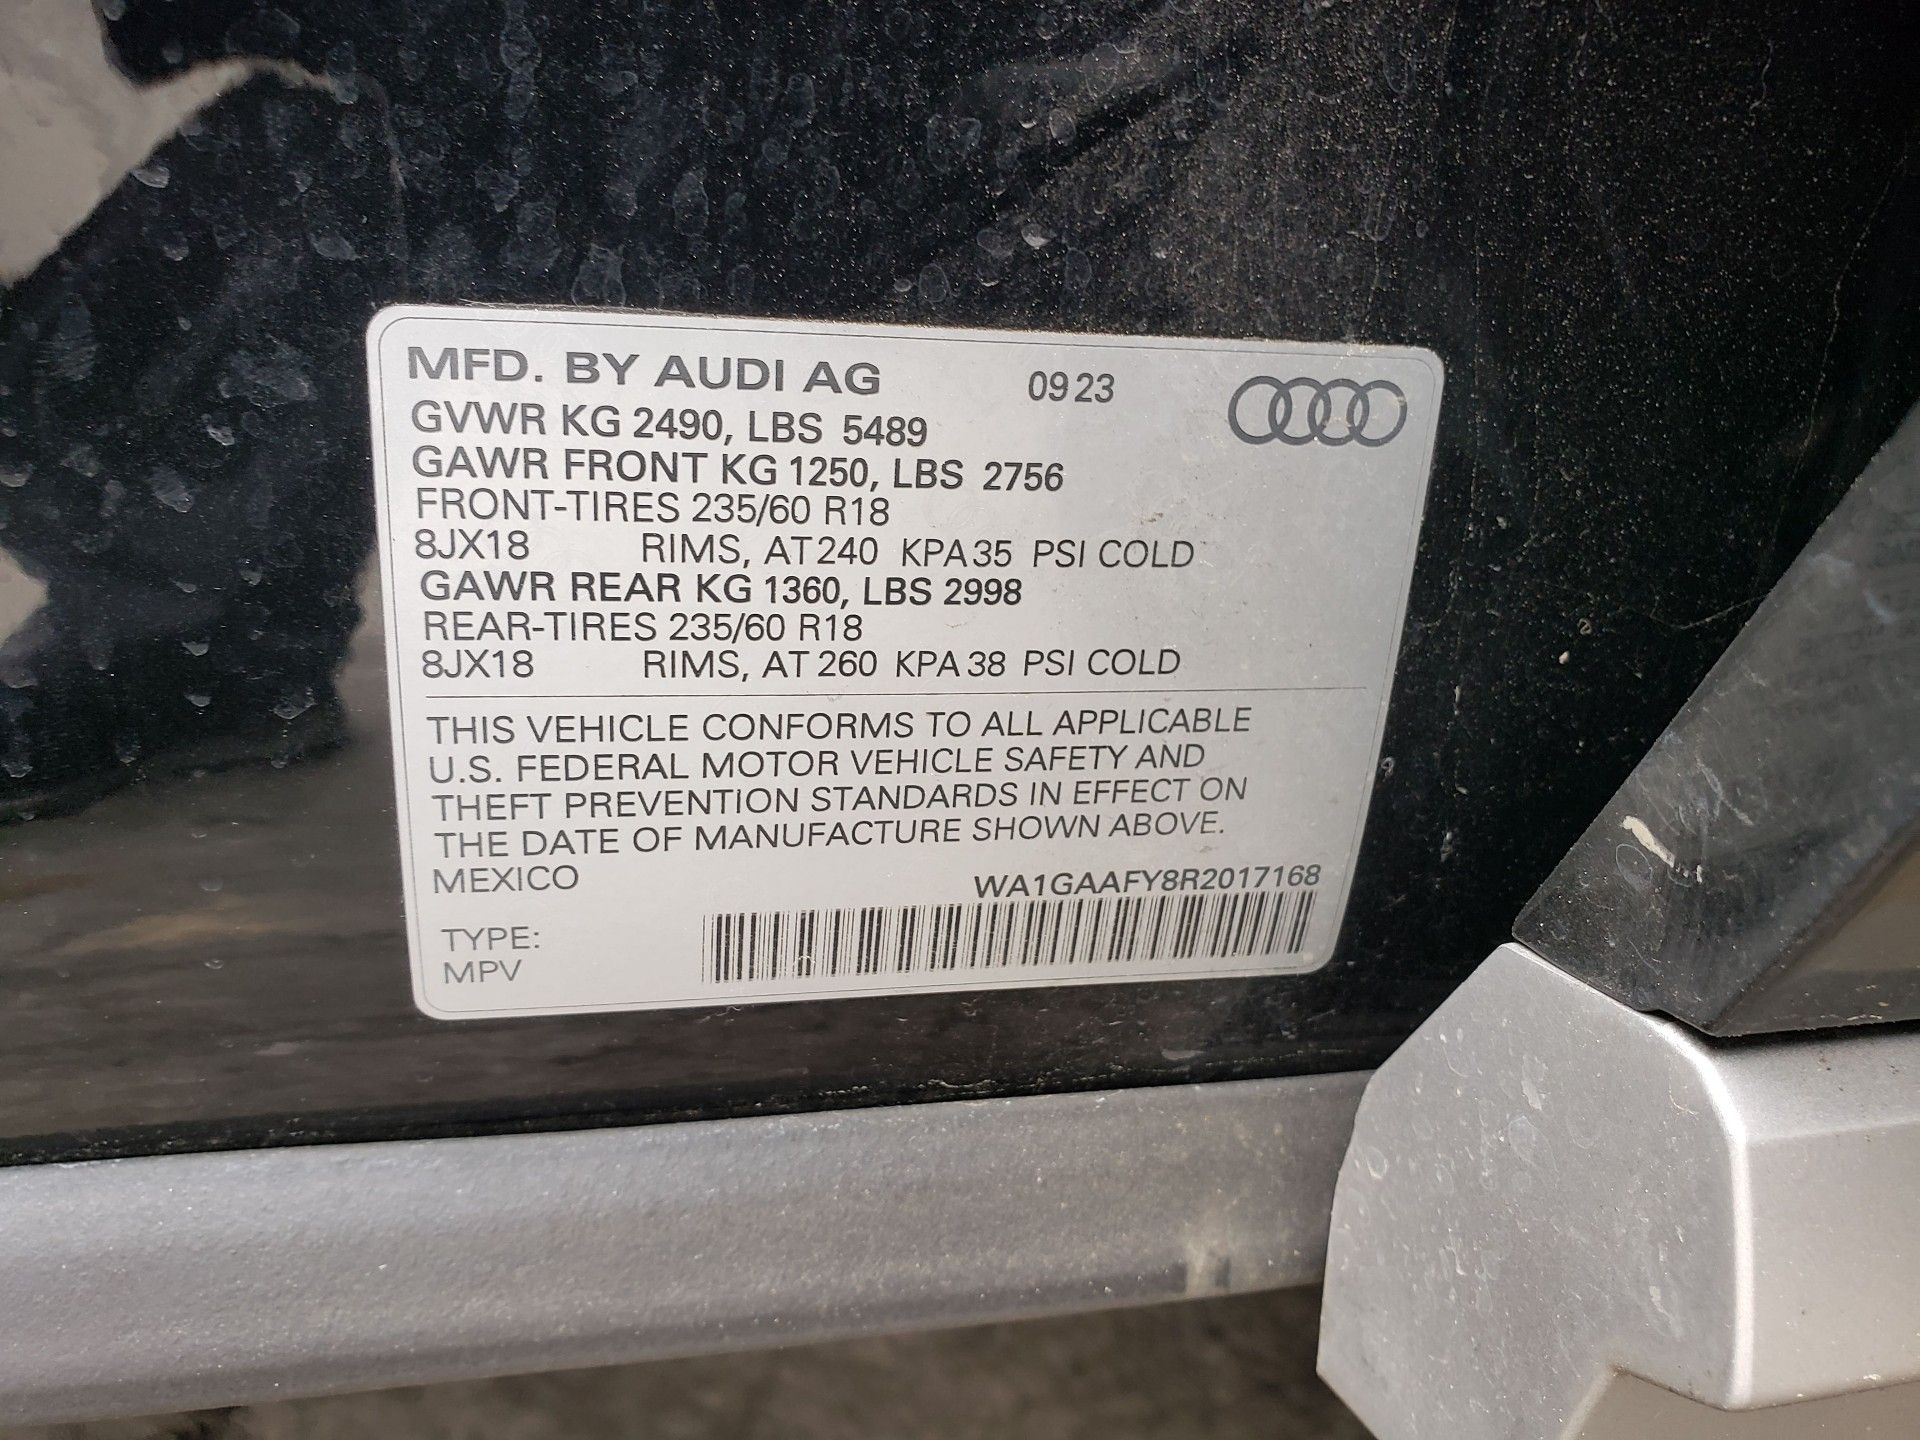 MFD. BY AUDI AG 09 23
GVWR KG 2490, LBS 5489
GAWR FRONT KG 1250, LBS 2756
FRONT-TIRES 235/60 R18
8JX18 RIMS, AT 240 KPA 35 PSI COLD
GAWR REAR KG 1360, LBS 2998
REAR-TIRES 235/60 R18
8JX18 RIMS, AT 260 KPA 38 PSI COLD
THIS VEHICLE CONFORMS TO ALL APPLICABLE
U.S. FEDERAL MOTOR VEHICLE SAFETY AND
THEFT PREVENTION STANDARDS IN EFFECT ON
THE DATE OF MANUFACTURE SHOWN ABOVE.
MEXICO WA1GAAFY8R2017168
TYPE:
MPV